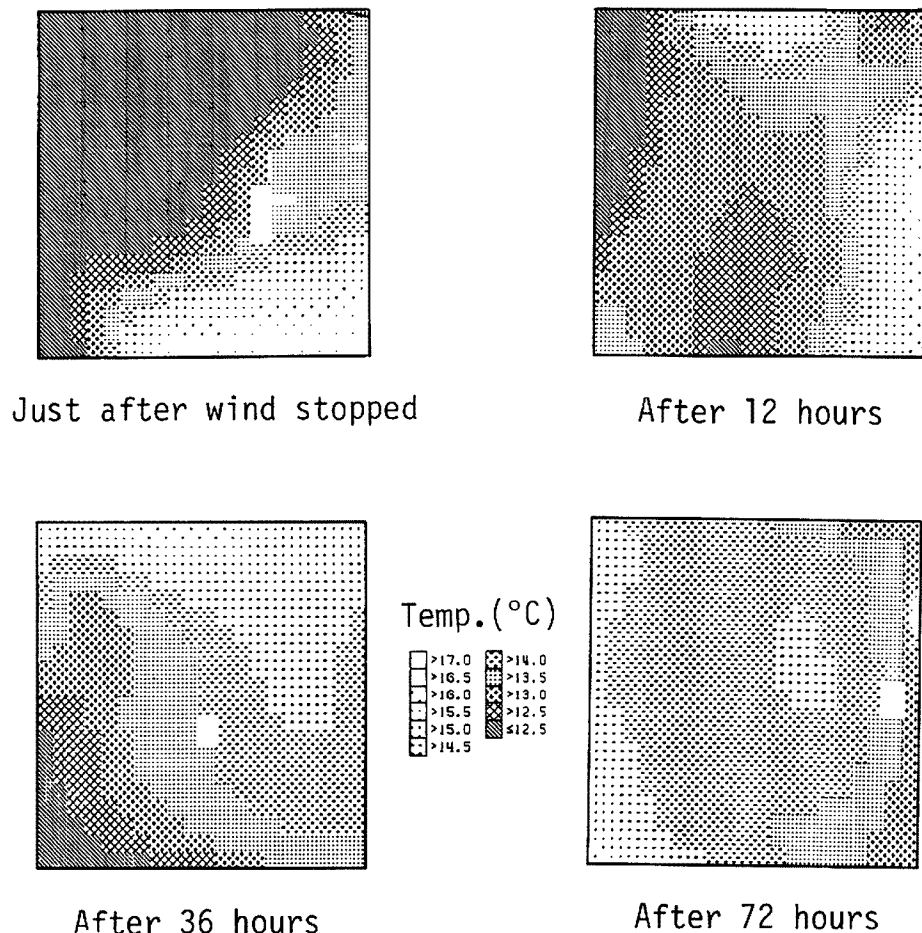 Just after wind stopped
After 12 hours
Temp.(°C)
>17.0 >14.0
>16.5 >13.5
>16.0 >13.0
>15.5 >12.5
>15.0 ≤12.5
>14.5
After 36 hours
After 72 hours